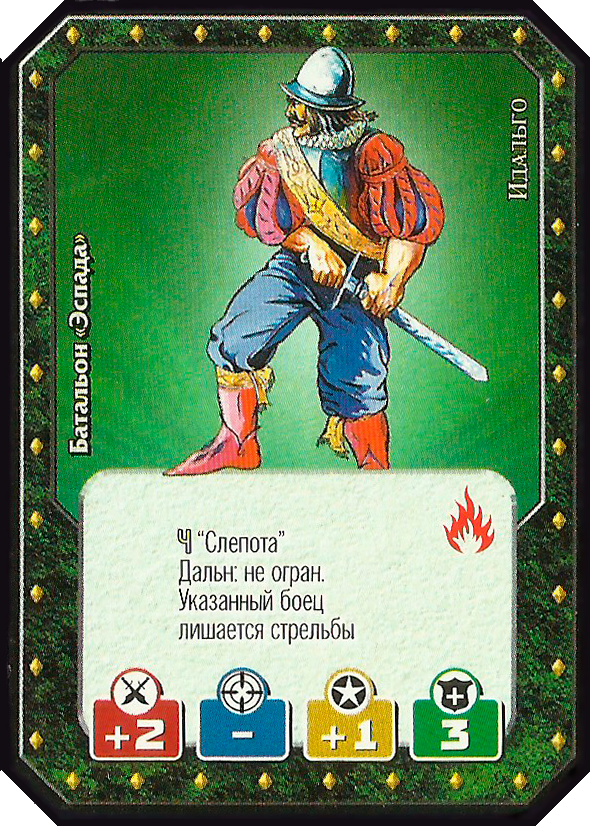 Идальго
Батальон «Эспада»
Ч “Слепота”
Дальн: не огран.
Указанный боец
лишается стрельбы
+2
-
+1
3